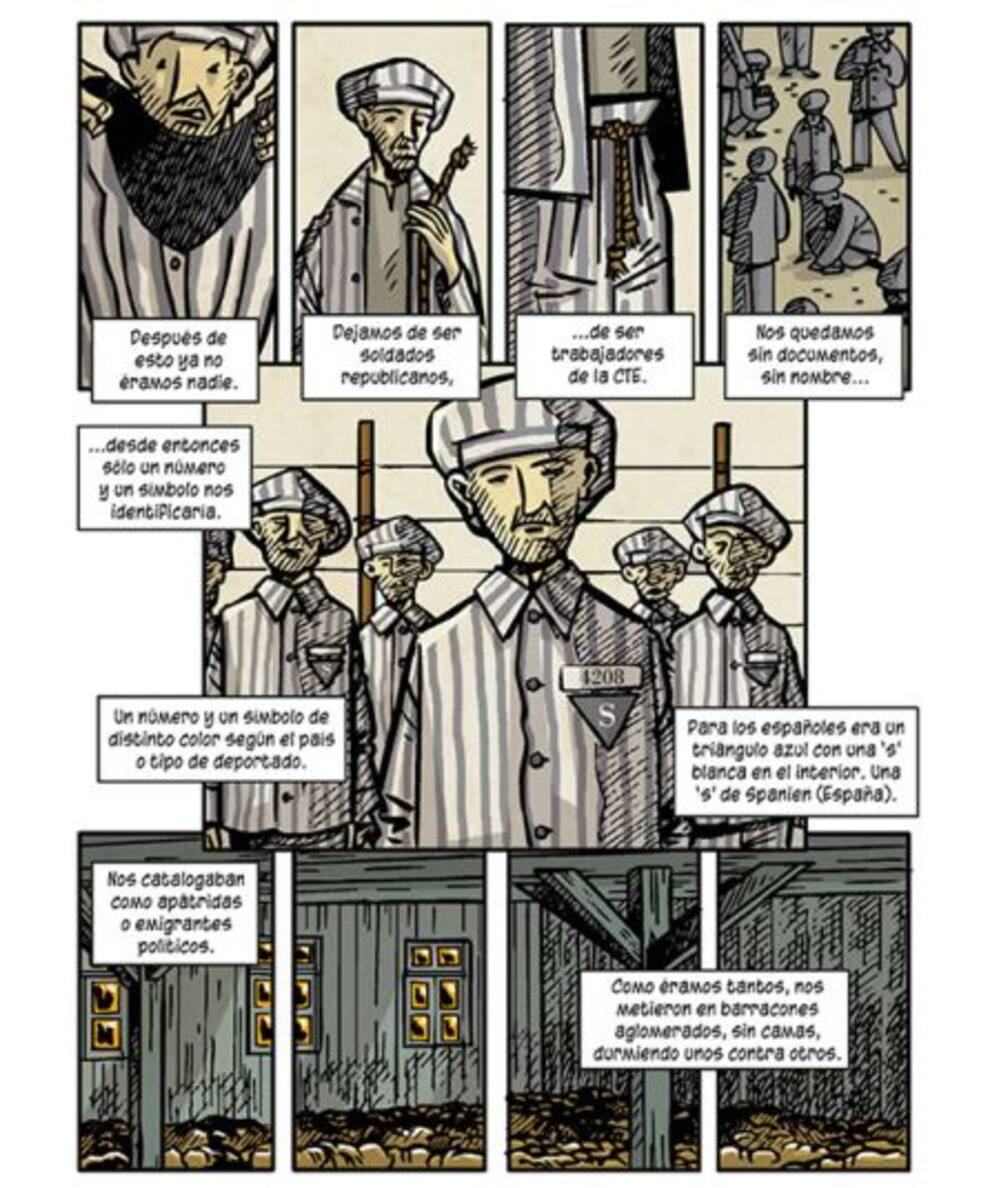 Después de
esto ya no
éramos nadie.
Dejamos de ser
soldados
republicanos,
...de ser
trabajadores
de la CTE.
Nos quedamos
sin documentos,
sin nombre...
...desde entonces
sólo un número
y un símbolo nos
identificaría.
4208
S
Un número y un símbolo de
distinto color según el país
o tipo de deportado.
Para los españoles era un
triángulo azul con una 's'
blanca en el interior. Una
's' de Spanien (España).
Nos catalogaban
como apátridas
o emigrantes
políticos.
Como éramos tantos, nos
metieron en barracones
aglomerados, sin camas,
durmiendo unos contra otros.